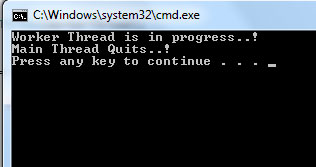 C:\Windows\system32\cmd.exe
Worker Thread is in progress..!
Main Thread Quits..!
Press any key to continue . . . _